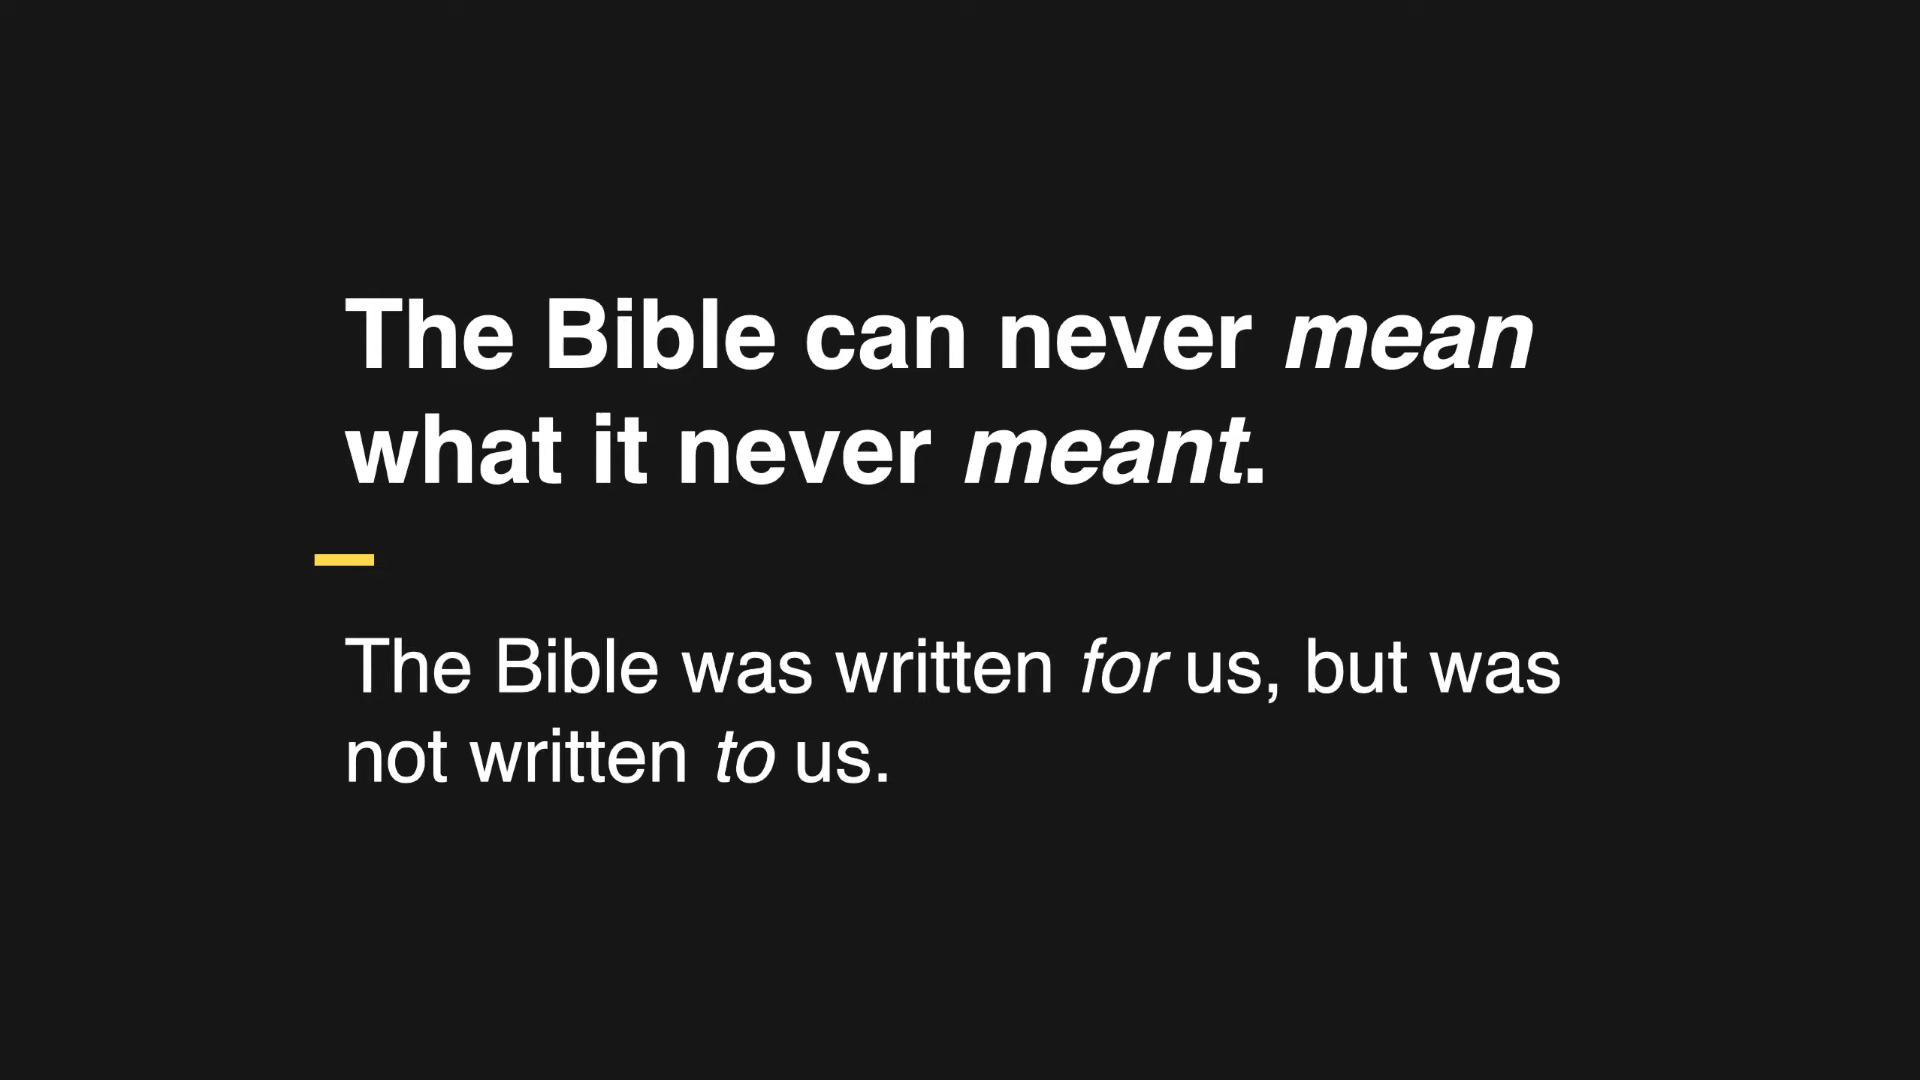 The Bible can never mean
what it never meant.
The Bible was written for us, but was
not written to us.